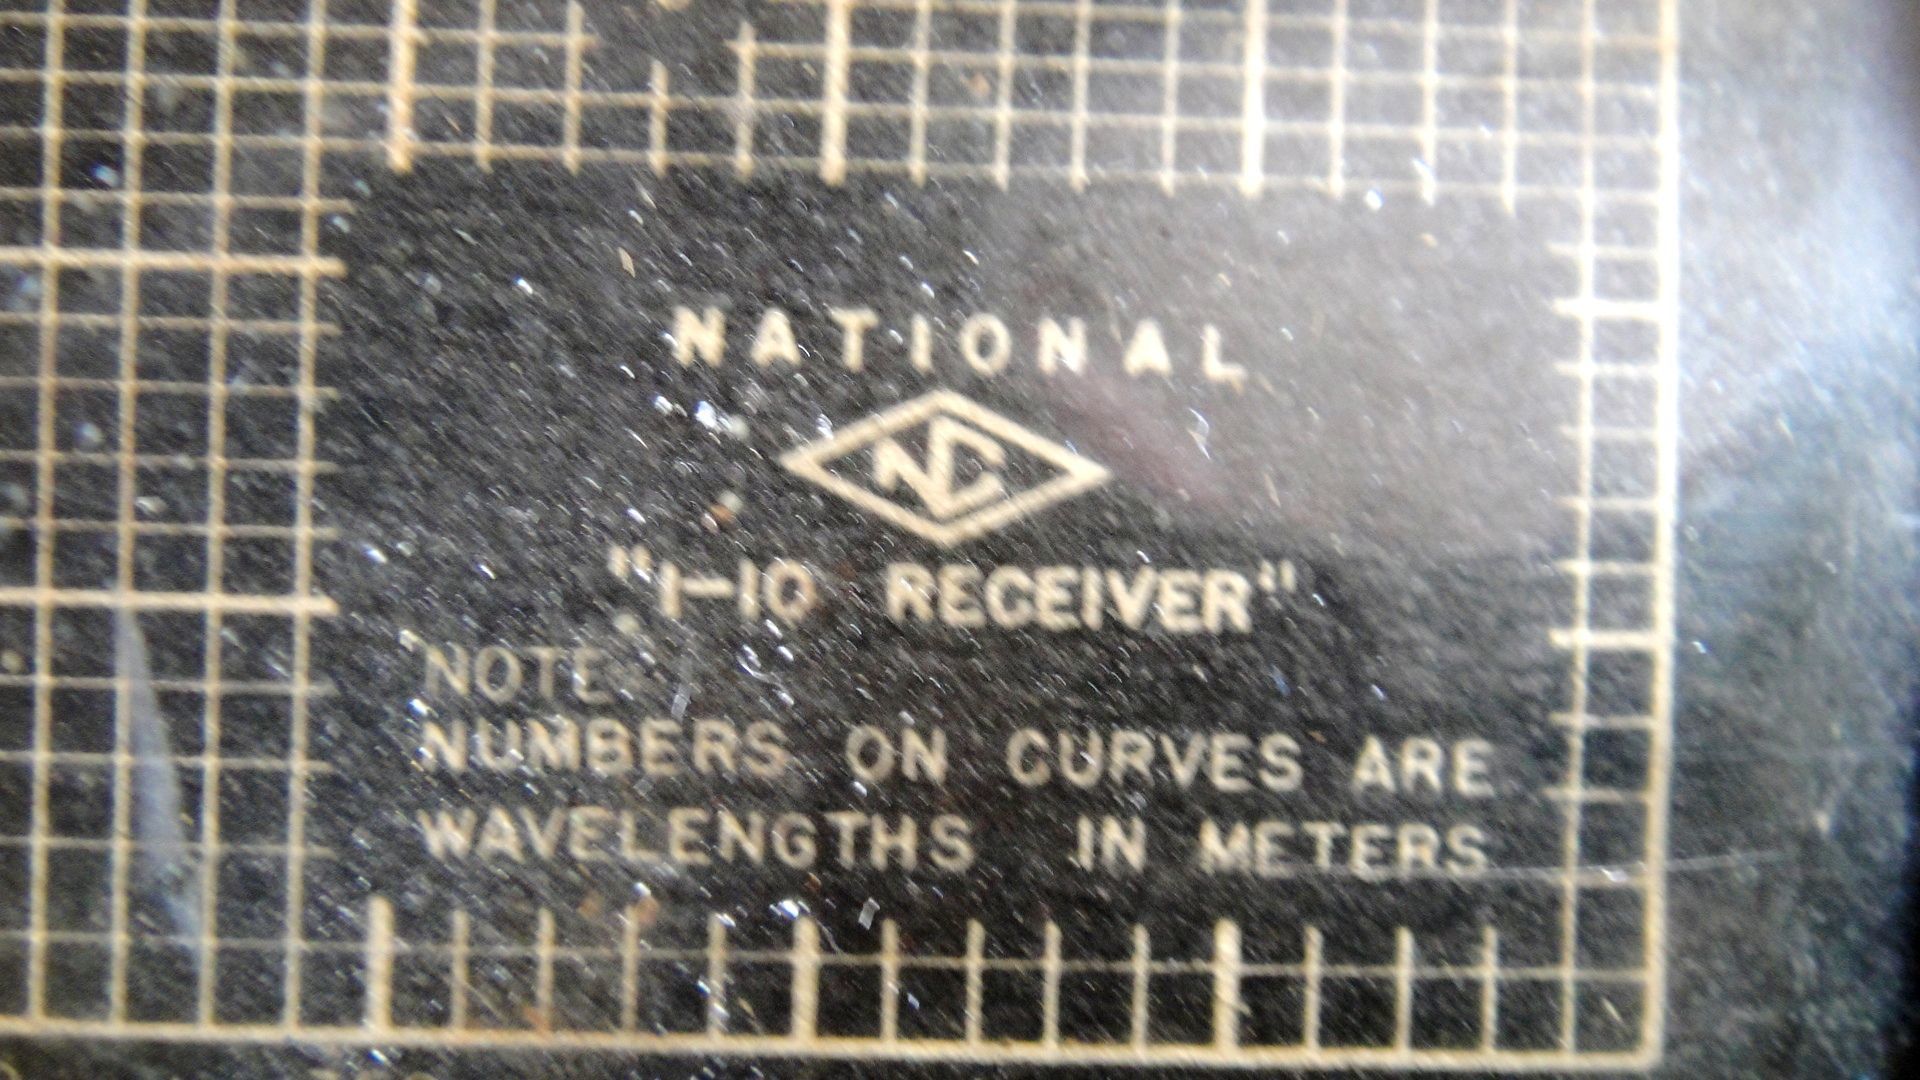 NATIONAL
NC
"1-10 RECEIVER"
NOTE
NUMBERS ON CURVES ARE
WAVELENGTHS IN METERS